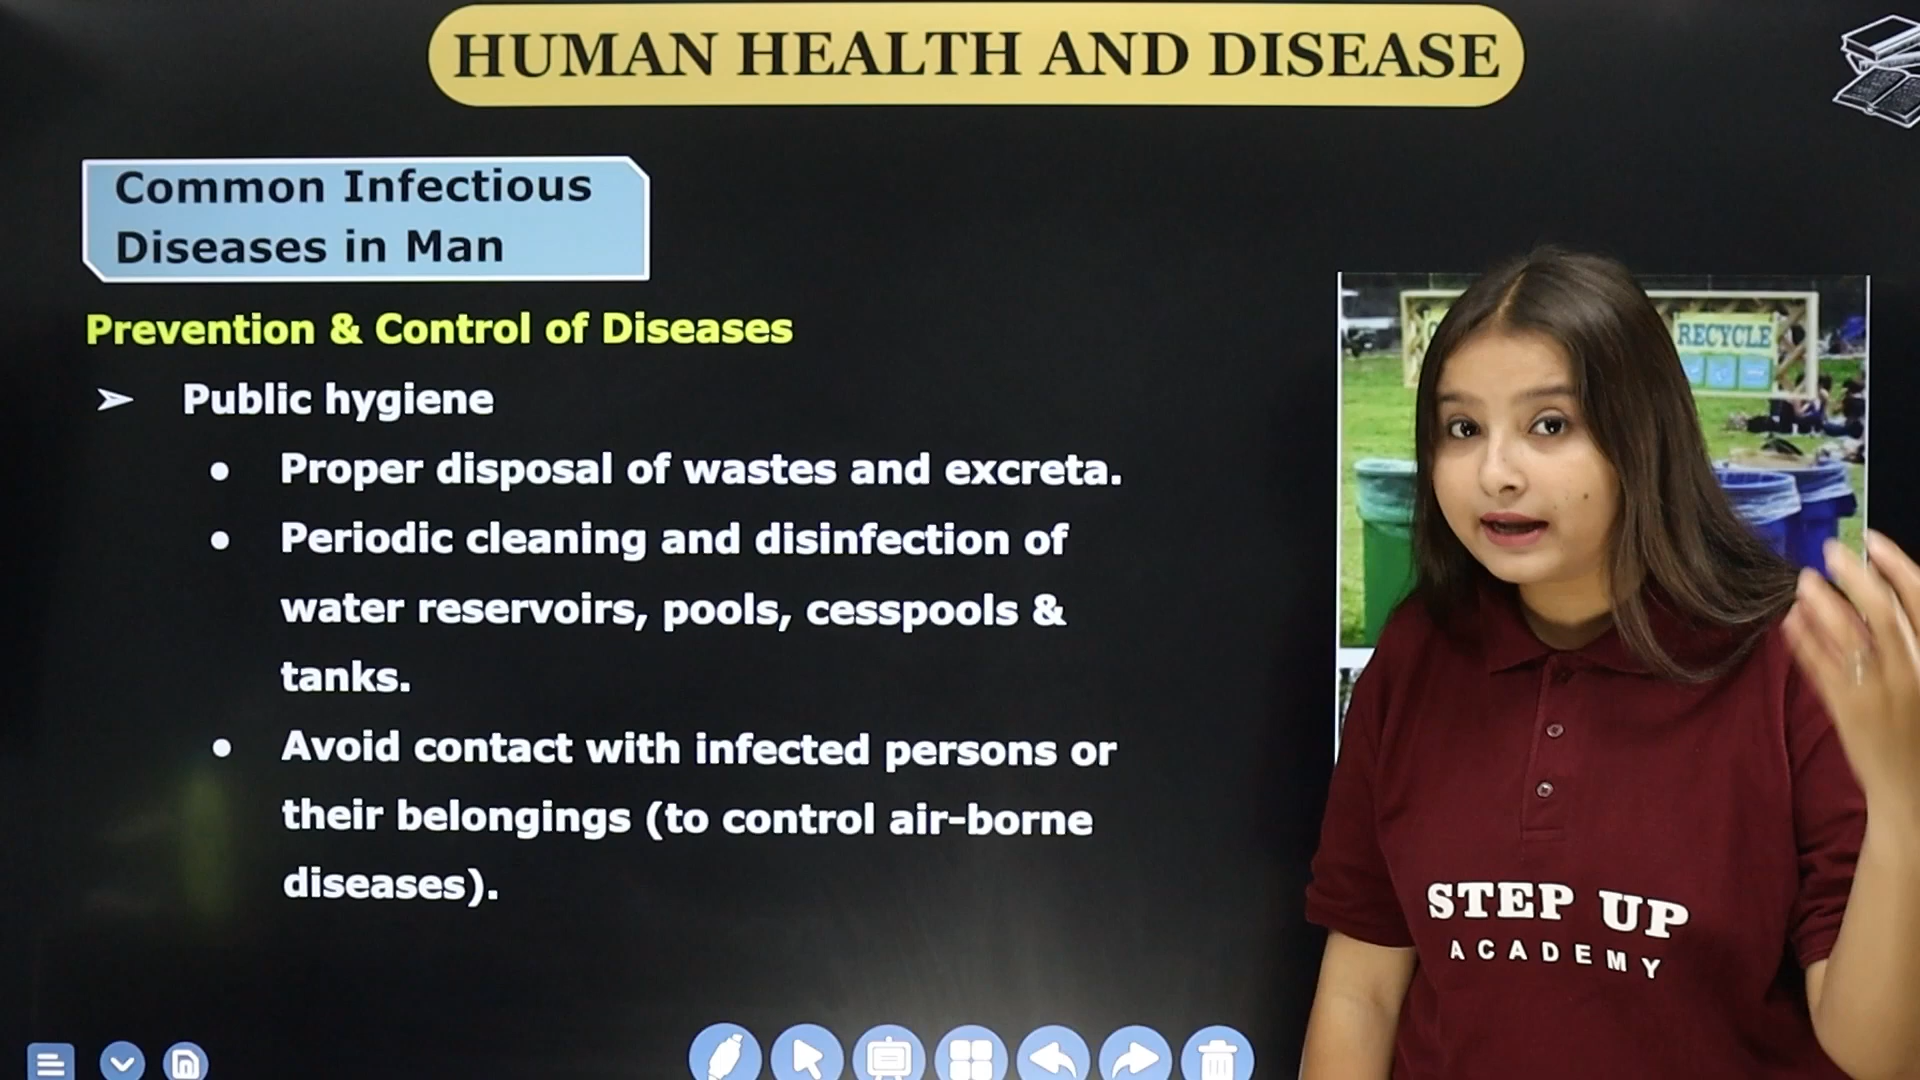 HUMAN HEALTH AND DISEASE
Common Infectious
Diseases in Man
Prevention & Control of Diseases
➢ Public hygiene
● Proper disposal of wastes and excreta.
● Periodic cleaning and disinfection of
water reservoirs, pools, cesspools &
tanks.
● Avoid contact with infected persons or
their belongings (to control air-borne
diseases).
RECYCLE
STEP UP
ACADEMY